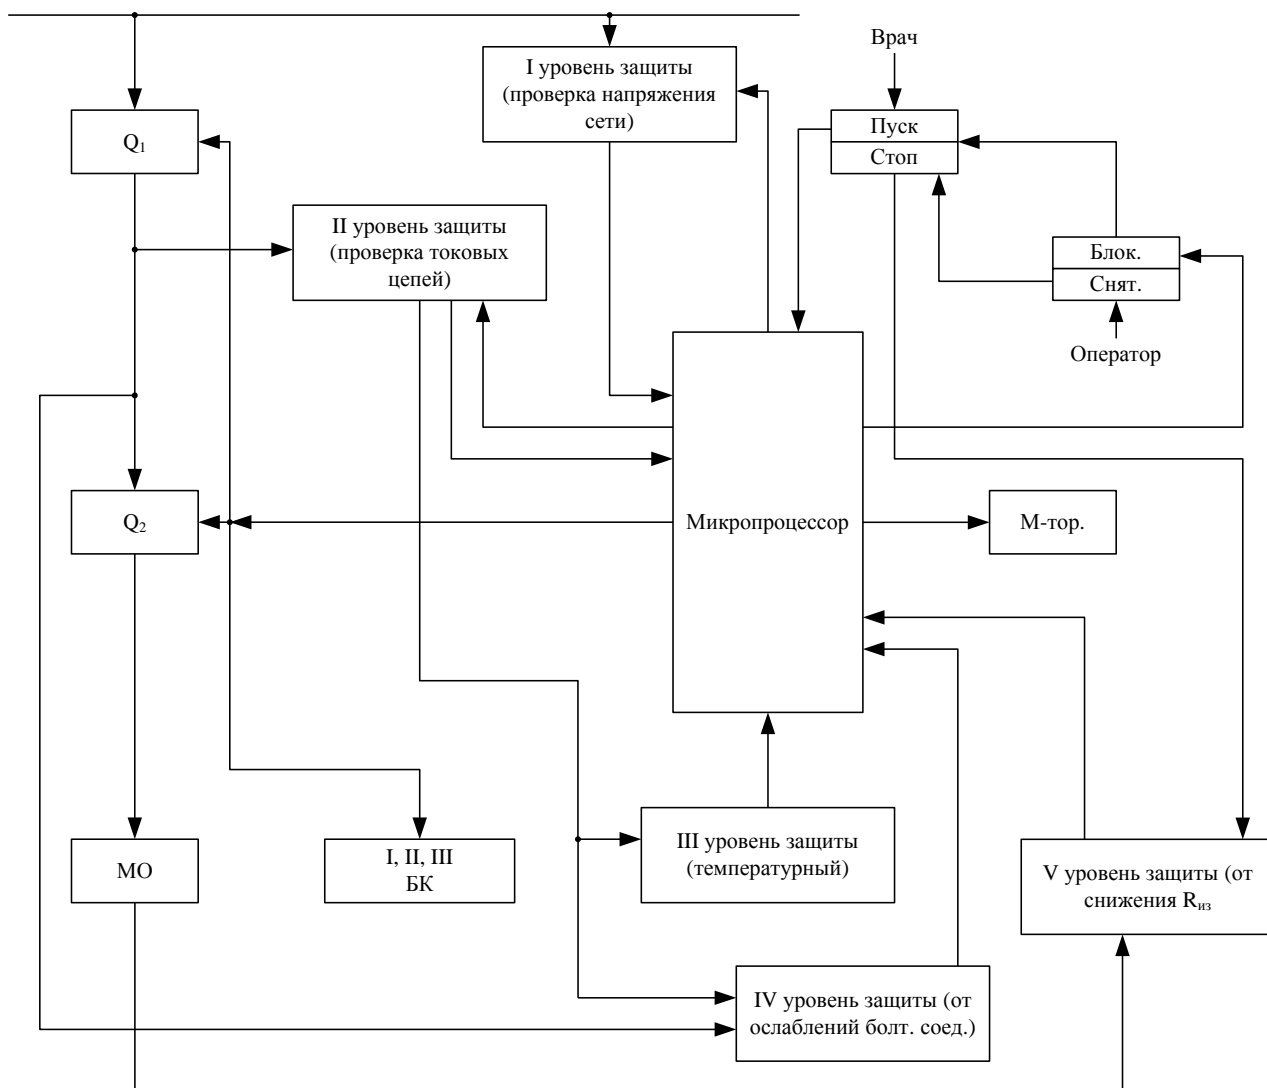 Врач
I уровень защиты
(проверка напряжения
сети)
Пуск
Стоп
Q₁
II уровень защиты
(проверка токовых
цепей)
Блок.
Снят.
Оператор
Q₂
Микропроцессор
М-тор.
МО
I, II, III
БК
III уровень защиты
(температурный)
V уровень защиты (от
снижения Rиз
IV уровень защиты (от
ослаблений болт. соед.)